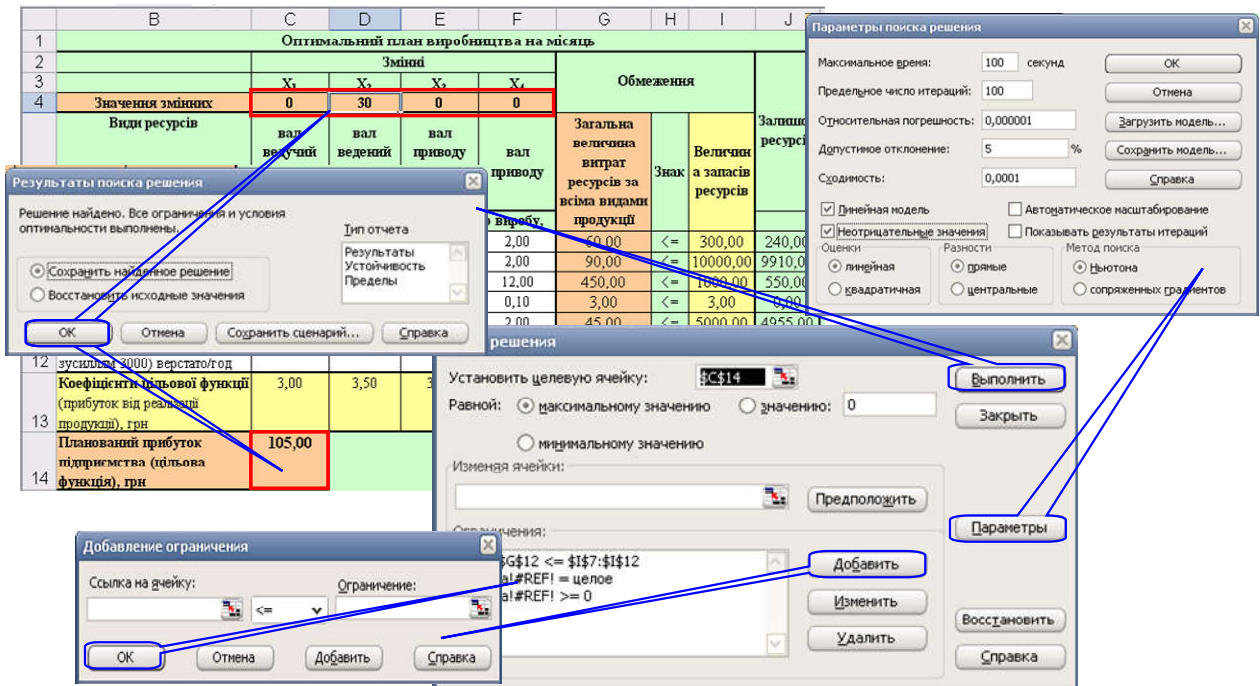 B C D E F G H I J
1 Оптимальний план виробництва на місяць
2 Змінні Обмеження
3 X₁ X₂ X₃ X₄
4 Значення змінних 0 30 0 0
Види ресурсів вал ведучий вал ведений вал приводу вал приводу Загальна величина витрат ресурсів за всіма видами продукції Знак Величина запасів ресурсів ресурсі
виробу,
2,00 60,00 <= 300,00 240,00
2,00 90,00 <= 10000,00 9910,0
12,00 450,00 <= 1000,00 550,00
0,10 3,00 <= 3,00 0,00
2,00 45,00 <= 5000,00 4955,00
12 зусиллям 3000) верстато/год
Коефіцієнти цільової функції 3,00 3,50 3
(прибуток від реалізації
13 продукції), грн
Планований прибуток 105,00
підприємства (цільова
14 функція), грн
Параметры поиска решения
Максимальное время: 100 секунд OK
Предельное число итераций: 100 Отмена
Относительная погрешность: 0,000001 Загрузить модель...
Допустимое отклонение: 5 % Сохранить модель...
Сходимость: 0,0001 Справка
Линейная модель Автоматическое масштабирование
Неотрицательные значения Показывать результаты итераций
Оценки Разности Метод поиска
линейная прямые Ньютона
квадратичная центральные сопряженных градиентов
Результаты поиска решения
Решение найдено. Все ограничения и условия
оптимальности выполнены.
Тип отчета
Результаты
Устойчивость
Пределы
Сохранить найденное решение
Восстановить исходные значения
OK Отмена Сохранить сценарий... Справка
решения
Установить целевую ячейку: $C$14 Выполнить
Равной: максимальному значению значению: 0 Закрыть
минимальному значению
Изменяя ячейки:
Предположить
Параметры
Ограничения:
$G$12 <= $I$7:$I$12 Добавить
a!#REF! = целое
a!#REF! >= 0
Изменить
Восстановить
Удалить
Справка
Добавление ограничения
Ссылка на ячейку: Ограничение:
<=
OK Отмена Добавить Справка